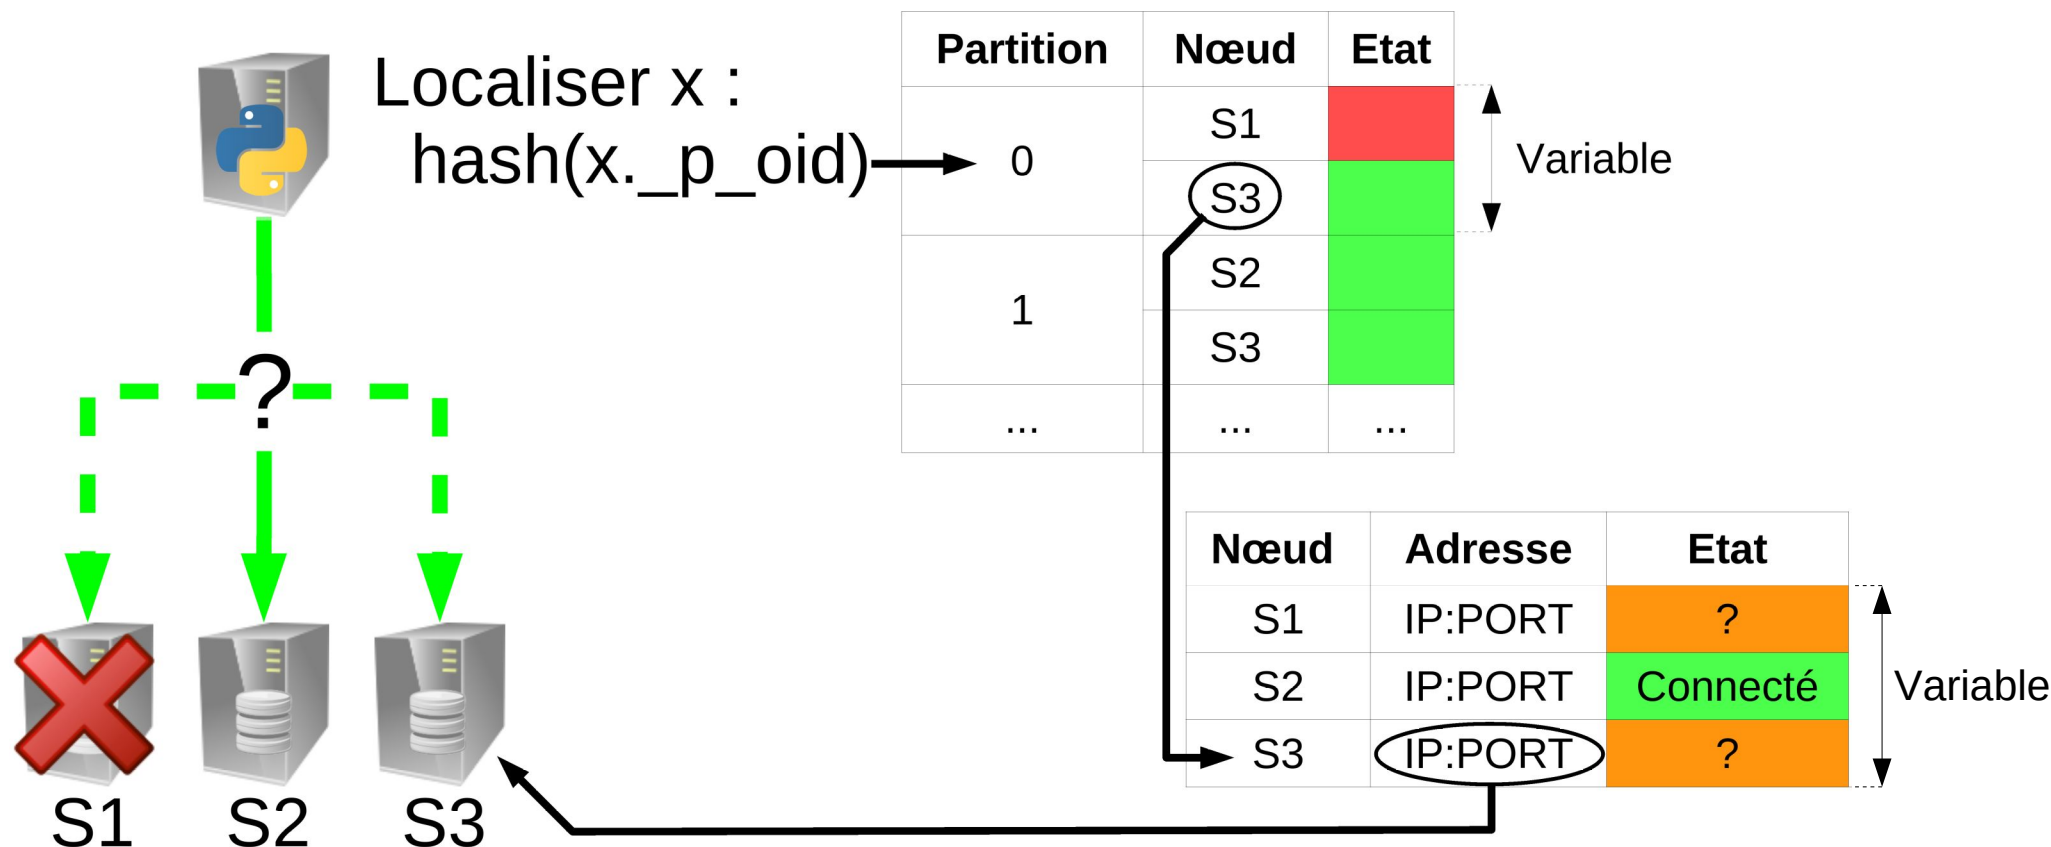 Localiser x :
hash(x._p_oid)
?
S1 S2 S3
Partition Nœud Etat
0 S1
S3
1 S2
S3
... ... ...
Variable
Nœud Adresse Etat
S1 IP:PORT ?
S2 IP:PORT Connecté
S3 IP:PORT ?
Variable